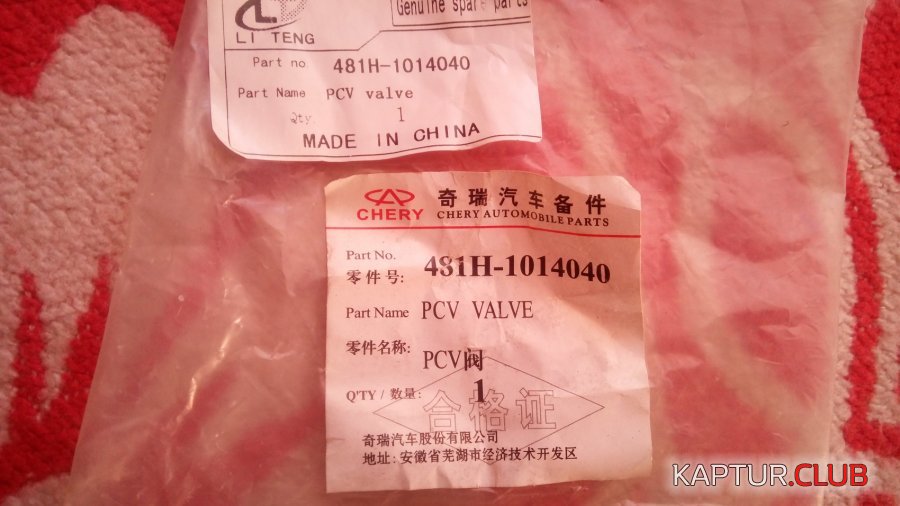 LT
Genuine spare parts
LI TENG
Part no. 481H-1014040
Part Name PCV valve
Qty. 1
MADE IN CHINA
CHERY 奇瑞汽车备件
CHERY AUTOMOBILE PARTS
Part No.
零件号: 481H-1014040
Part Name PCV VALVE
零件名称:
PCV阀
Q'TY / 数量: 1
合格证
奇瑞汽车股份有限公司
地址: 安徽省芜湖市经济技术开发区
KAPTUR.CLUB